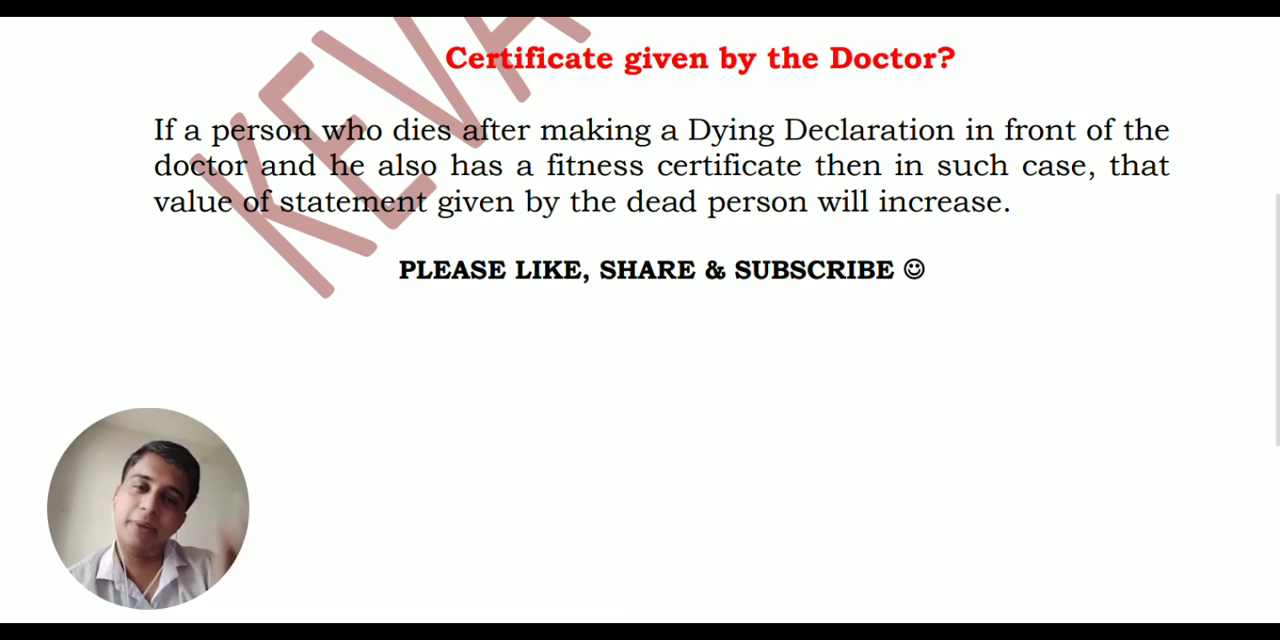 Certificate given by the Doctor?
If a person who dies after making a Dying Declaration in front of the
doctor and he also has a fitness certificate then in such case, that
value of statement given by the dead person will increase.
PLEASE LIKE, SHARE & SUBSCRIBE ☺
KEVA